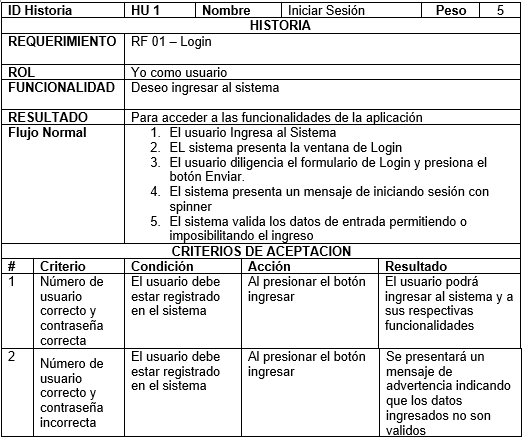 ID Historia HU 1 Nombre Iniciar Sesión Peso 5
HISTORIA
REQUERIMIENTO RF 01 – Login
ROL Yo como usuario
FUNCIONALIDAD Deseo ingresar al sistema
RESULTADO Para acceder a las funcionalidades de la aplicación
Flujo Normal 1. El usuario Ingresa al Sistema
2. EL sistema presenta la ventana de Login
3. El usuario diligencia el formulario de Login y presiona el
botón Enviar.
4. El sistema presenta un mensaje de iniciando sesión con
spinner
5. El sistema valida los datos de entrada permitiendo o
imposibilitando el ingreso
CRITERIOS DE ACEPTACION
# Criterio Condición Acción Resultado
1 Número de
usuario
correcto y
contraseña
correcta
El usuario debe
estar registrado
en el sistema
Al presionar el botón
ingresar
El usuario podrá
ingresar al sistema y a
sus respectivas
funcionalidades
2 Número de
usuario
correcto y
contraseña
incorrecta
El usuario debe
estar registrado
en el sistema
Al presionar el botón
ingresar
Se presentará un
mensaje de
advertencia indicando
que los datos
ingresados no son
validos